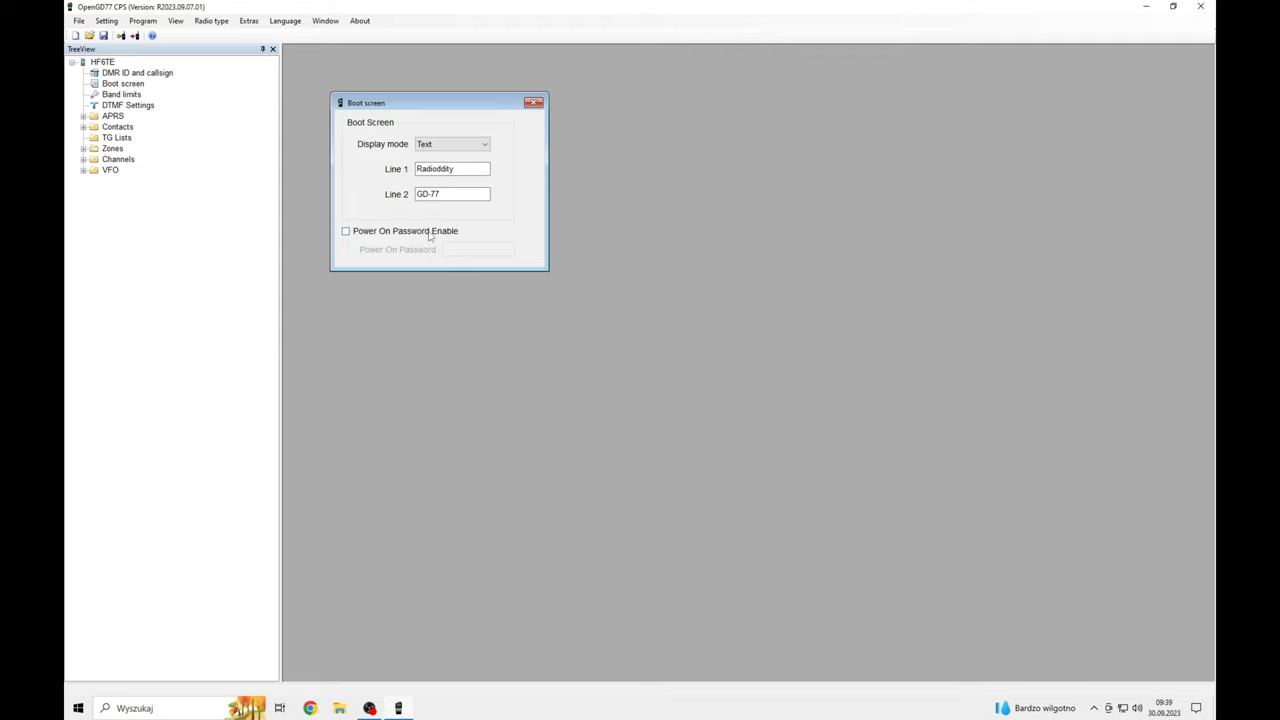 OpenGD77 CPS (Version: R2023.09.07.01)
File Setting Program View Radio type Extras Language Window About
TreeView
HF6TE
DMR ID and callsign
Boot screen
Band limits
DTMF Settings
APRS
Contacts
TG Lists
Zones
Channels
VFO
Boot screen
Boot Screen
Display mode Text
Line 1 Radioddity
Line 2 GD-77
Power On Password Enable
Power On Password
Wyszukaj
Bardzo wilgotno
09:39
30.09.2023